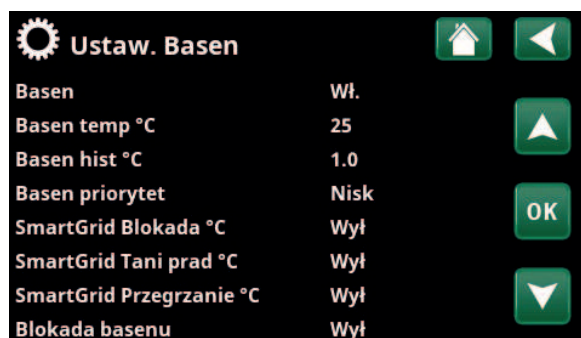 Ustaw. Basen
Basen Wł.
Basen temp °C 25
Basen hist °C 1.0
Basen priorytet Nisk
SmartGrid Blokada °C Wył
SmartGrid Tani prad °C Wył
SmartGrid Przegrzanie °C Wył
Blokada basenu Wył
OK